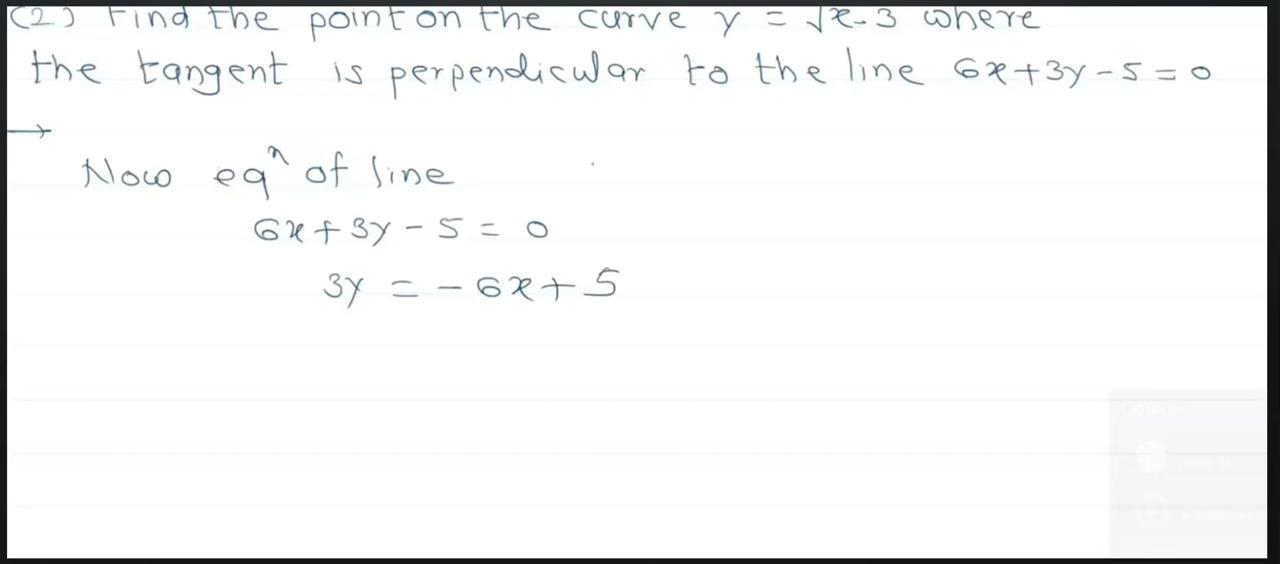 (2) Find the point on the curve y = √x-3 where
the tangent is perpendicular to the line 6x+3y-5=0
→
Now eqⁿ of line
6x+3y-5=0
3y=-6x+5